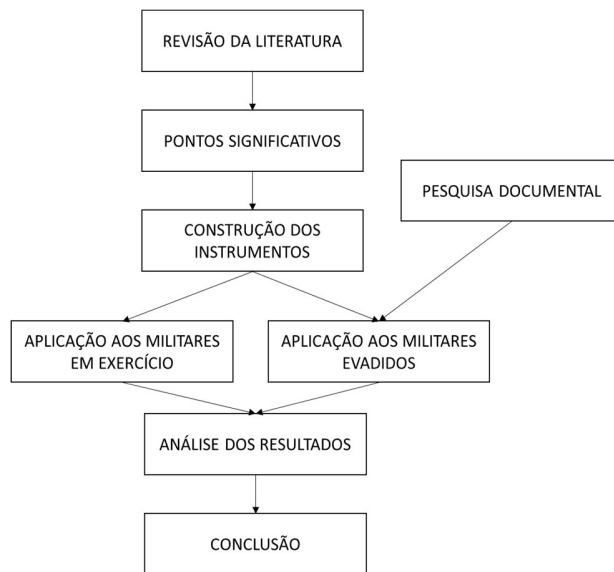 REVISÃO DA LITERATURA
PONTOS SIGNIFICATIVOS
PESQUISA DOCUMENTAL
CONSTRUÇÃO DOS
INSTRUMENTOS
APLICAÇÃO AOS MILITARES
EM EXERCÍCIO
APLICAÇÃO AOS MILITARES
EVADIDOS
ANÁLISE DOS RESULTADOS
CONCLUSÃO